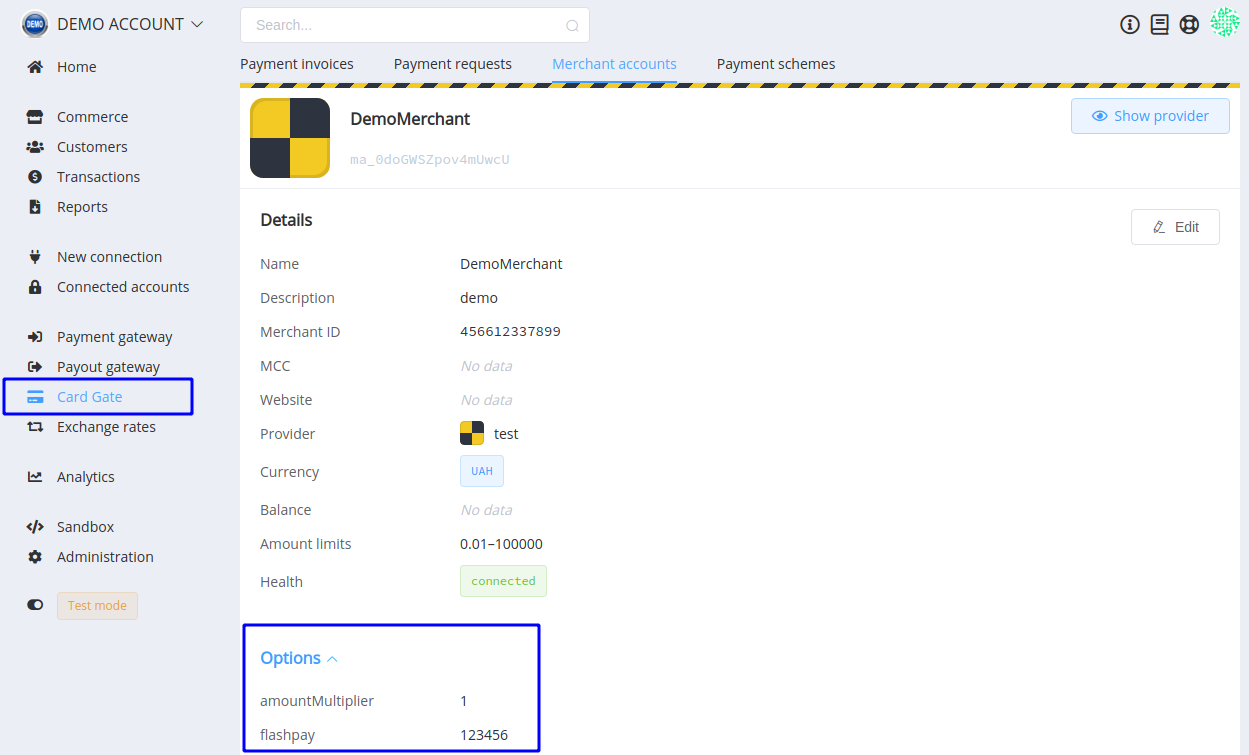 DEMO
DEMO ACCOUNT
Search...
Home
Commerce
Customers
Transactions
Reports
New connection
Connected accounts
Payment gateway
Payout gateway
Card Gate
Exchange rates
Analytics
Sandbox
Administration
Test mode
Payment invoices Payment requests Merchant accounts Payment schemes
DemoMerchant
ma_0doGWSZpov4mUwcU
Show provider
Details
Edit
Name DemoMerchant
Description demo
Merchant ID 456612337899
MCC No data
Website No data
Provider test
Currency UAH
Balance No data
Amount limits 0.01–100000
Health connected
Options
amountMultiplier 1
flashpay 123456